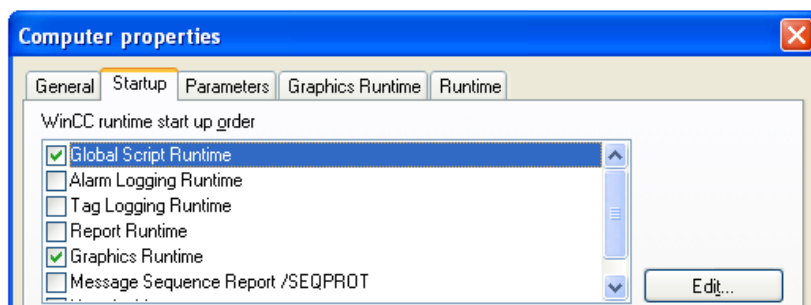 Computer properties
General Startup Parameters Graphics Runtime Runtime
WinCC runtime start up order
Global Script Runtime
Alarm Logging Runtime
Tag Logging Runtime
Report Runtime
Graphics Runtime
Message Sequence Report /SEQPROT
Edit...